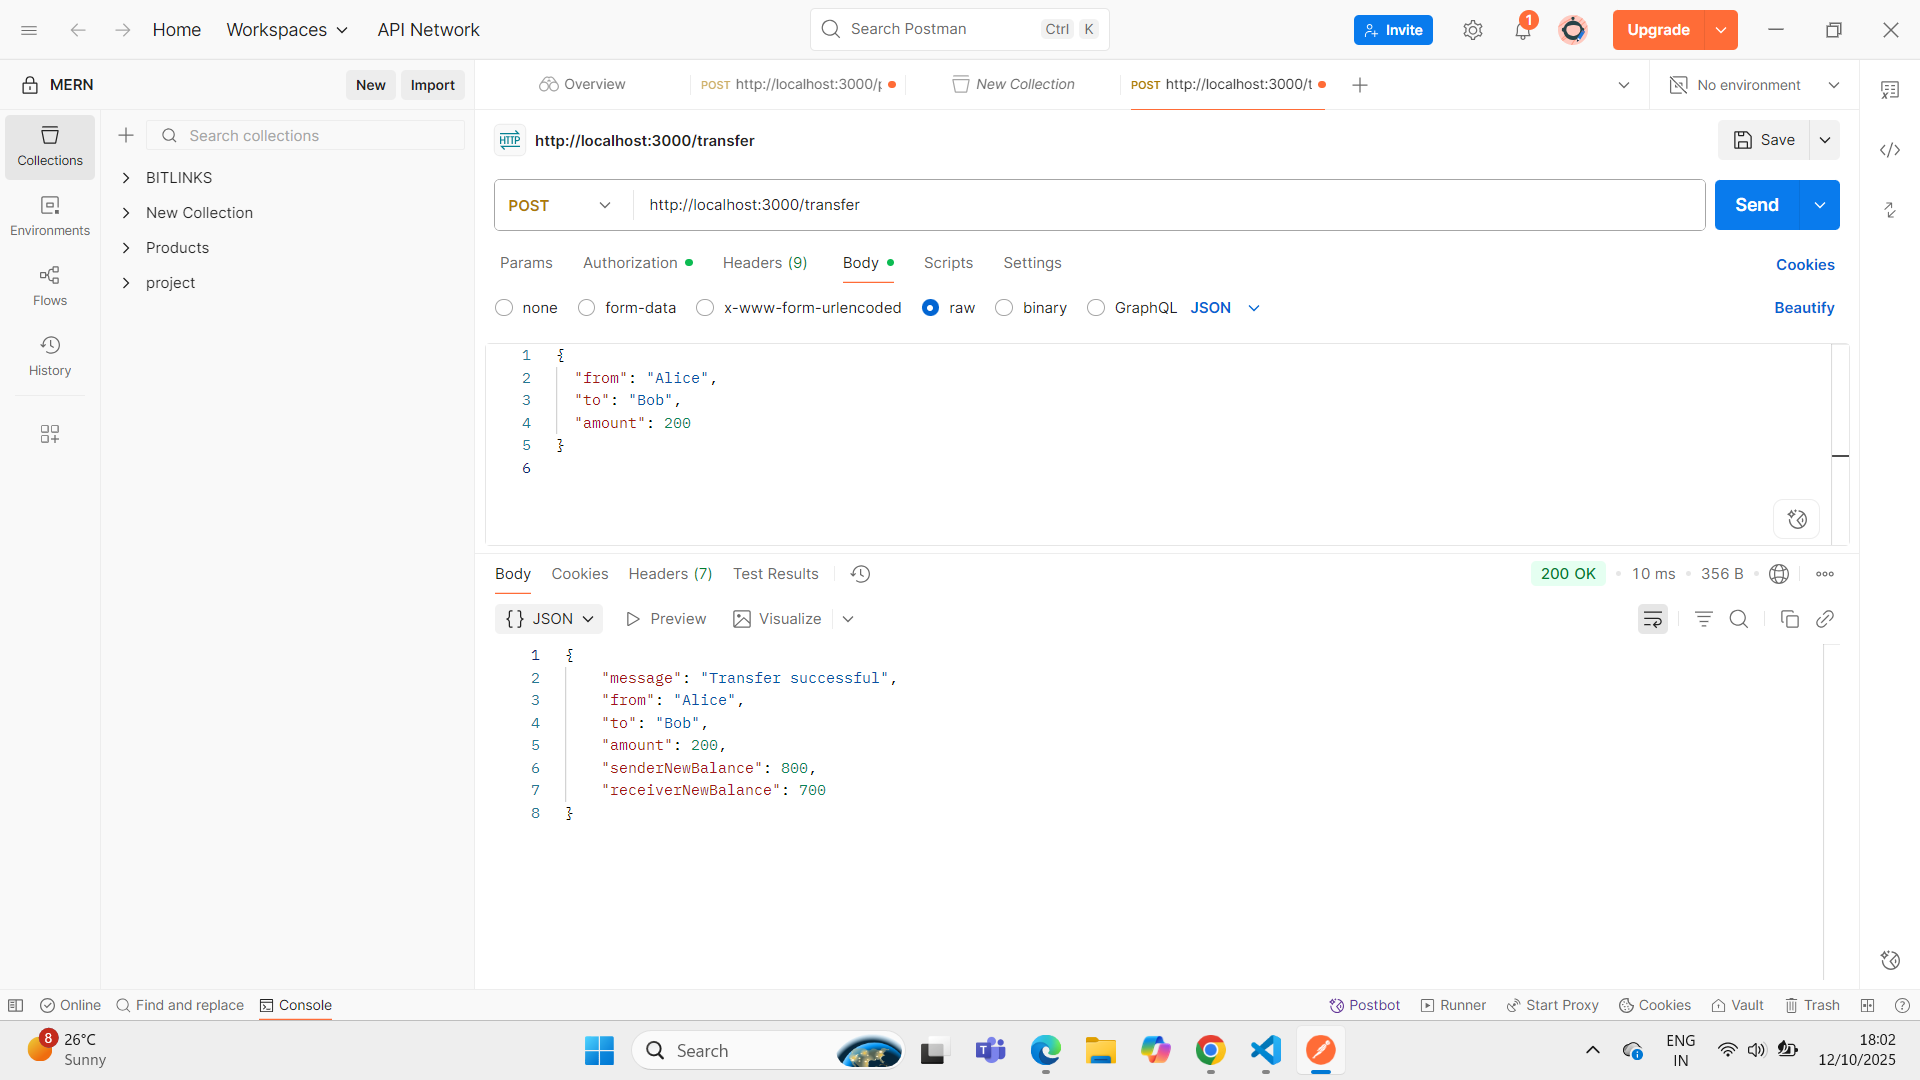 Home
Workspaces
API Network
Search Postman
Ctrl K
Invite
1
Upgrade
MERN
New
Import
Overview
POST http://localhost:3000/p
New Collection
POST http://localhost:3000/t
No environment
Collections
Environments
Flows
History
Search collections
BITLINKS
New Collection
Products
project
HTTP http://localhost:3000/transfer
Save
POST
http://localhost:3000/transfer
Send
Params
Authorization
Headers (9)
Body
Scripts
Settings
Cookies
none
form-data
x-www-form-urlencoded
raw
binary
GraphQL
JSON
Beautify
1 {
2 "from": "Alice",
3 "to": "Bob",
4 "amount": 200
5 }
6
Body
Cookies
Headers (7)
Test Results
200 OK
10 ms
356 B
{} JSON
Preview
Visualize
1 {
2 "message": "Transfer successful",
3 "from": "Alice",
4 "to": "Bob",
5 "amount": 200,
6 "senderNewBalance": 800,
7 "receiverNewBalance": 700
8 }
Online
Find and replace
Console
Postbot
Runner
Start Proxy
Cookies
Vault
Trash
8
26°C
Sunny
Search
ENG
IN
18:02
12/10/2025